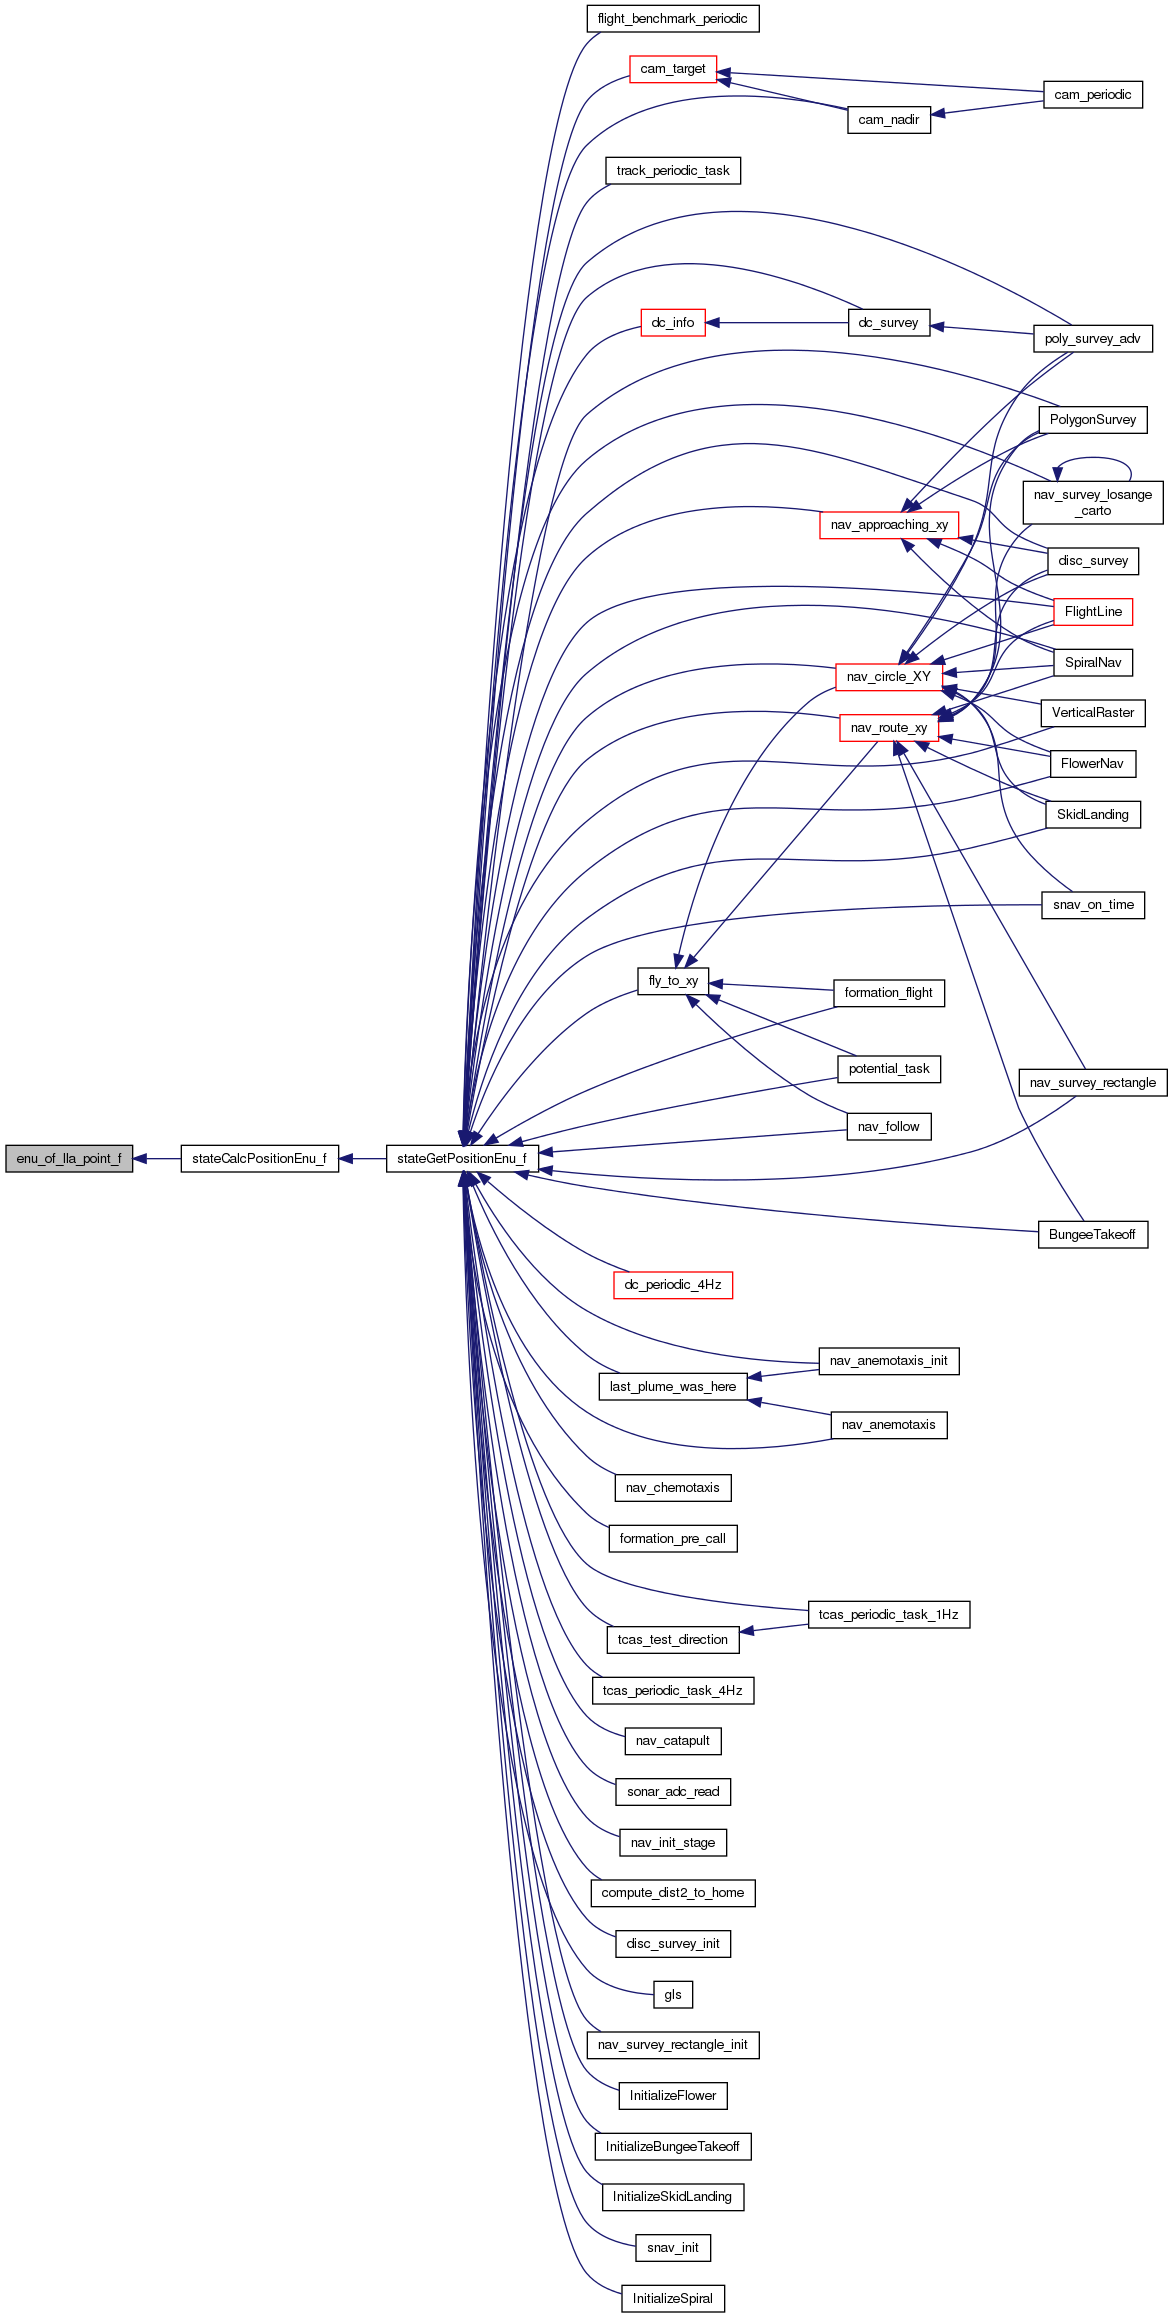 flight_benchmark_periodic
cam_target
cam_periodic
cam_nadir
track_periodic_task
dc_info
dc_survey
poly_survey_adv
PolygonSurvey
nav_survey_losange
_carto
nav_approaching_xy
disc_survey
FlightLine
SpiralNav
nav_circle_XY
VerticalRaster
nav_route_xy
FlowerNav
SkidLanding
snav_on_time
fly_to_xy
formation_flight
potential_task
nav_survey_rectangle
nav_follow
enu_of_lla_point_f
stateCalcPositionEnu_f
stateGetPositionEnu_f
BungeeTakeoff
dc_periodic_4Hz
nav_anemotaxis_init
last_plume_was_here
nav_anemotaxis
nav_chemotaxis
formation_pre_call
tcas_periodic_task_1Hz
tcas_test_direction
tcas_periodic_task_4Hz
nav_catapult
sonar_adc_read
nav_init_stage
compute_dist2_to_home
disc_survey_init
gls
nav_survey_rectangle_init
InitializeFlower
InitializeBungeeTakeoff
InitializeSkidLanding
snav_init
InitializeSpiral